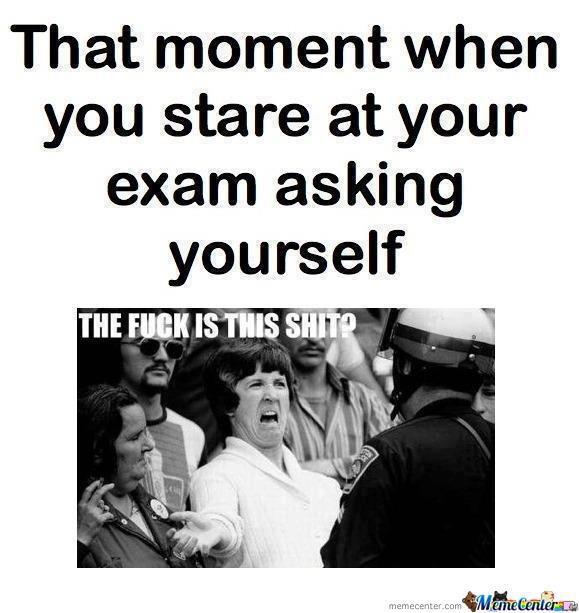 That moment when
you stare at your
exam asking
yourself
THE FUCK IS THIS SHIT?
memecenter.com MemeCenter